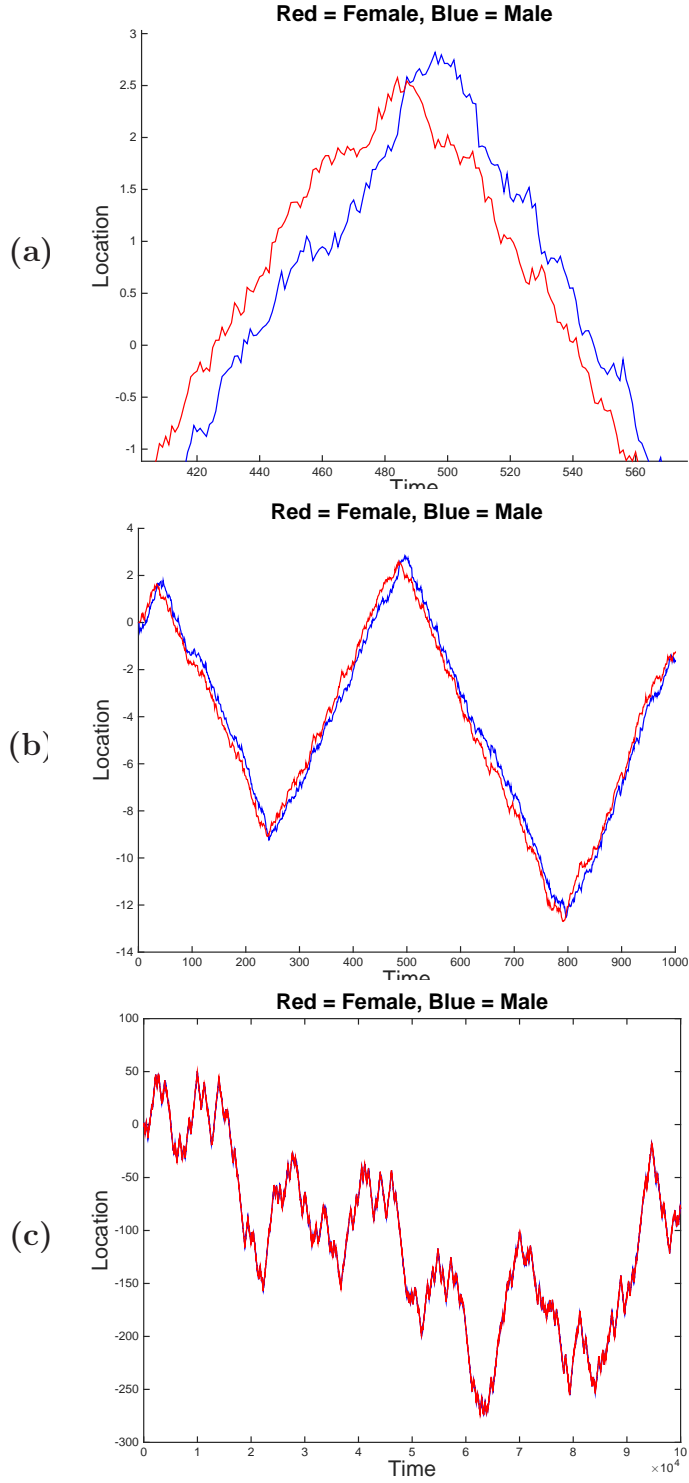 Red = Female, Blue = Male
3
2.5
2
1.5
1
0.5
0
-0.5
-1
Location
(a)
420 440 460 480 500 520 540 560
Time
Red = Female, Blue = Male
4
2
0
-2
-4
-6
-8
-10
-12
-14
Location
(b)
0 100 200 300 400 500 600 700 800 900 1000
Time
Red = Female, Blue = Male
100
50
0
-50
-100
-150
-200
-250
-300
Location
(c)
0 1 2 3 4 5 6 7 8 9 10
Time
×10^4